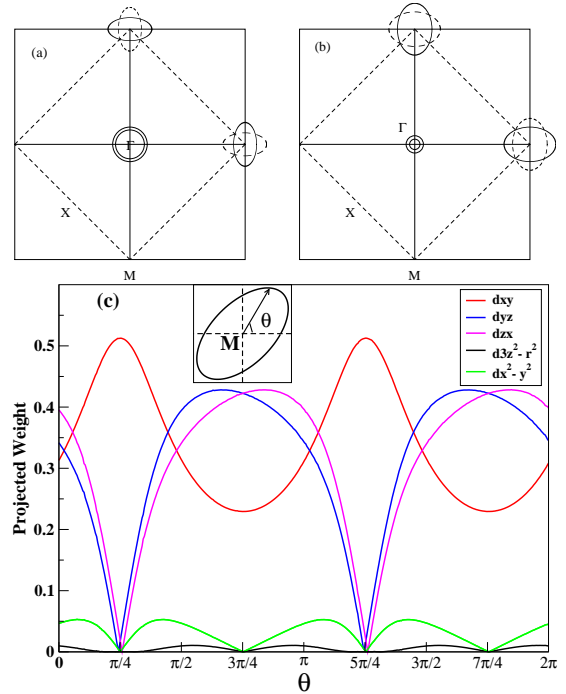 (a)
Γ
X
M
(b)
Γ
X
M
(c)
M
θ
dxy
dyz
dzx
d3z²- r²
dx²- y²
Projected Weight
0.5
0.4
0.3
0.2
0.1
0
0
π/4
π/2
3π/4
π
5π/4
3π/2
7π/4
2π
θ